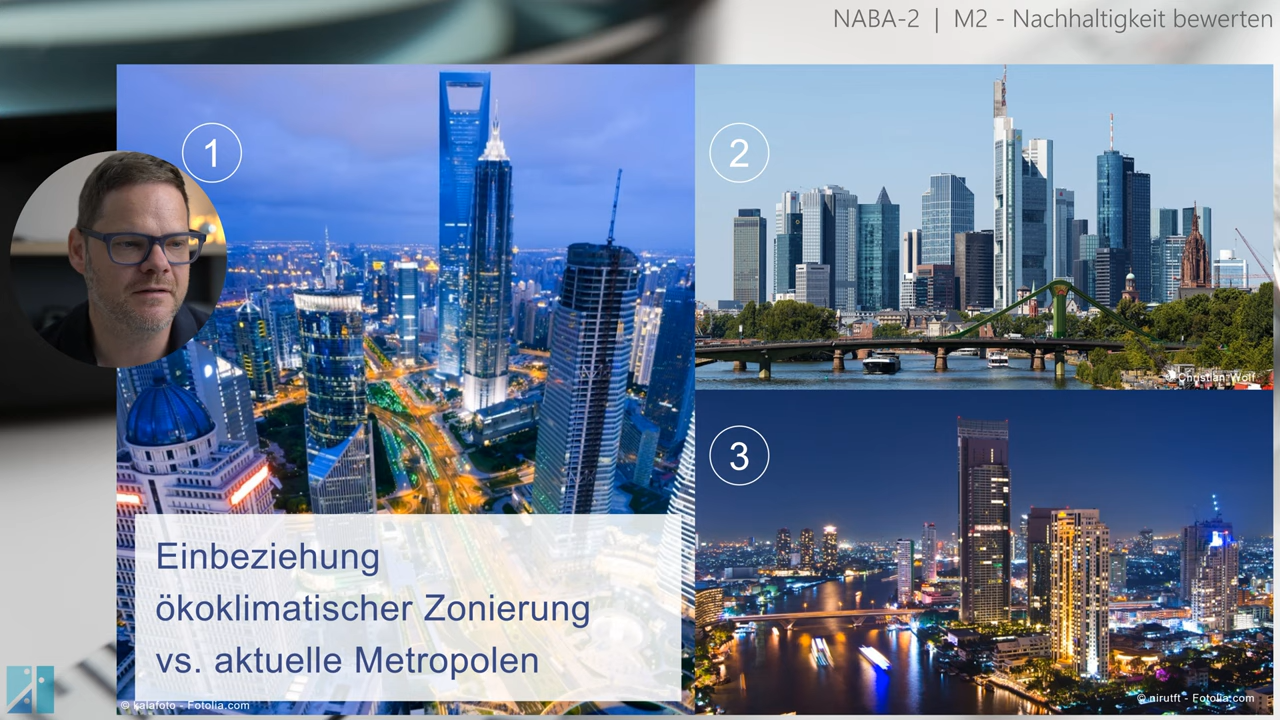 NABA-2 | M2 - Nachhaltigkeit bewerten
1
2
3
© Christian Wolf
Einbeziehung
ökoklimatischer Zonierung
vs. aktuelle Metropolen
© kalafoto - Fotolia.com
© nirutft - Fotolia.com